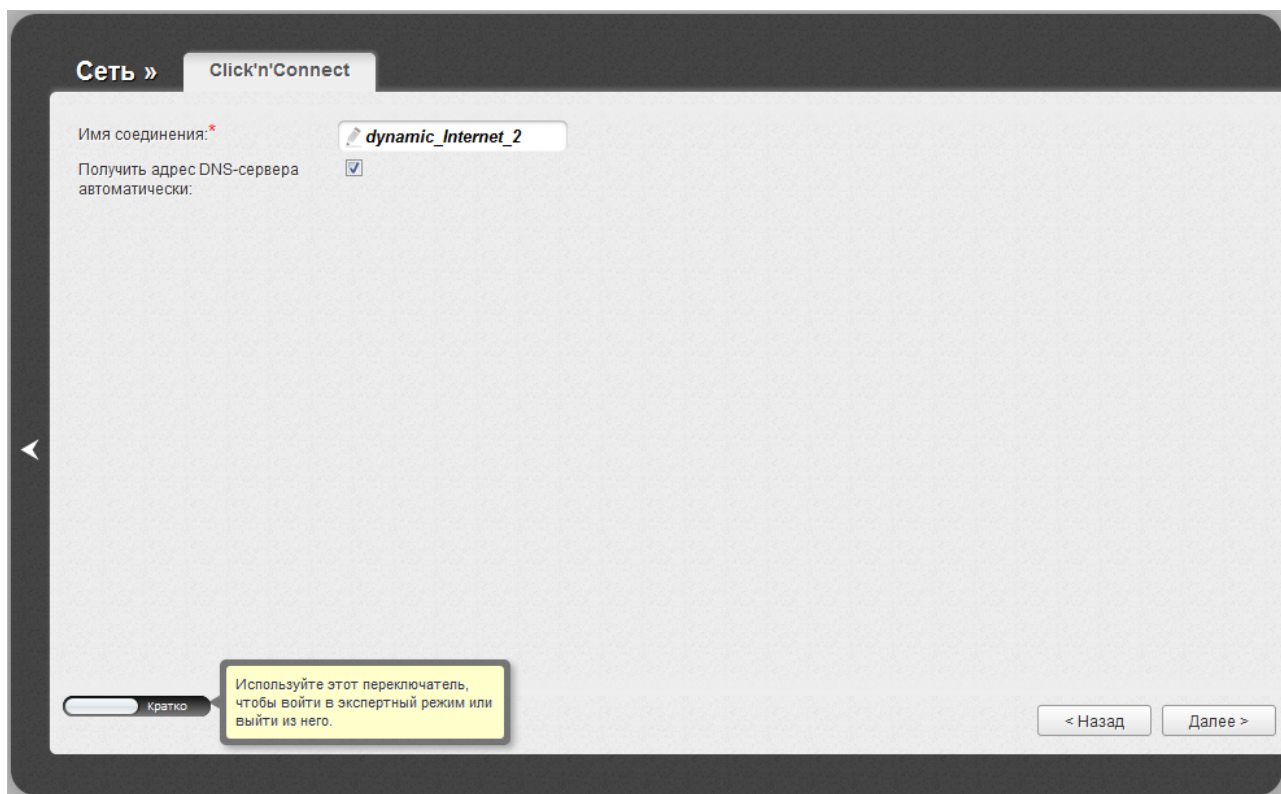 Сеть »
Click'n'Connect
Имя соединения:*
dynamic_Internet_2
Получить адрес DNS-сервера
автоматически:
Используйте этот переключатель,
чтобы войти в экспертный режим или
выйти из него.
Кратко
< Назад
Далее >